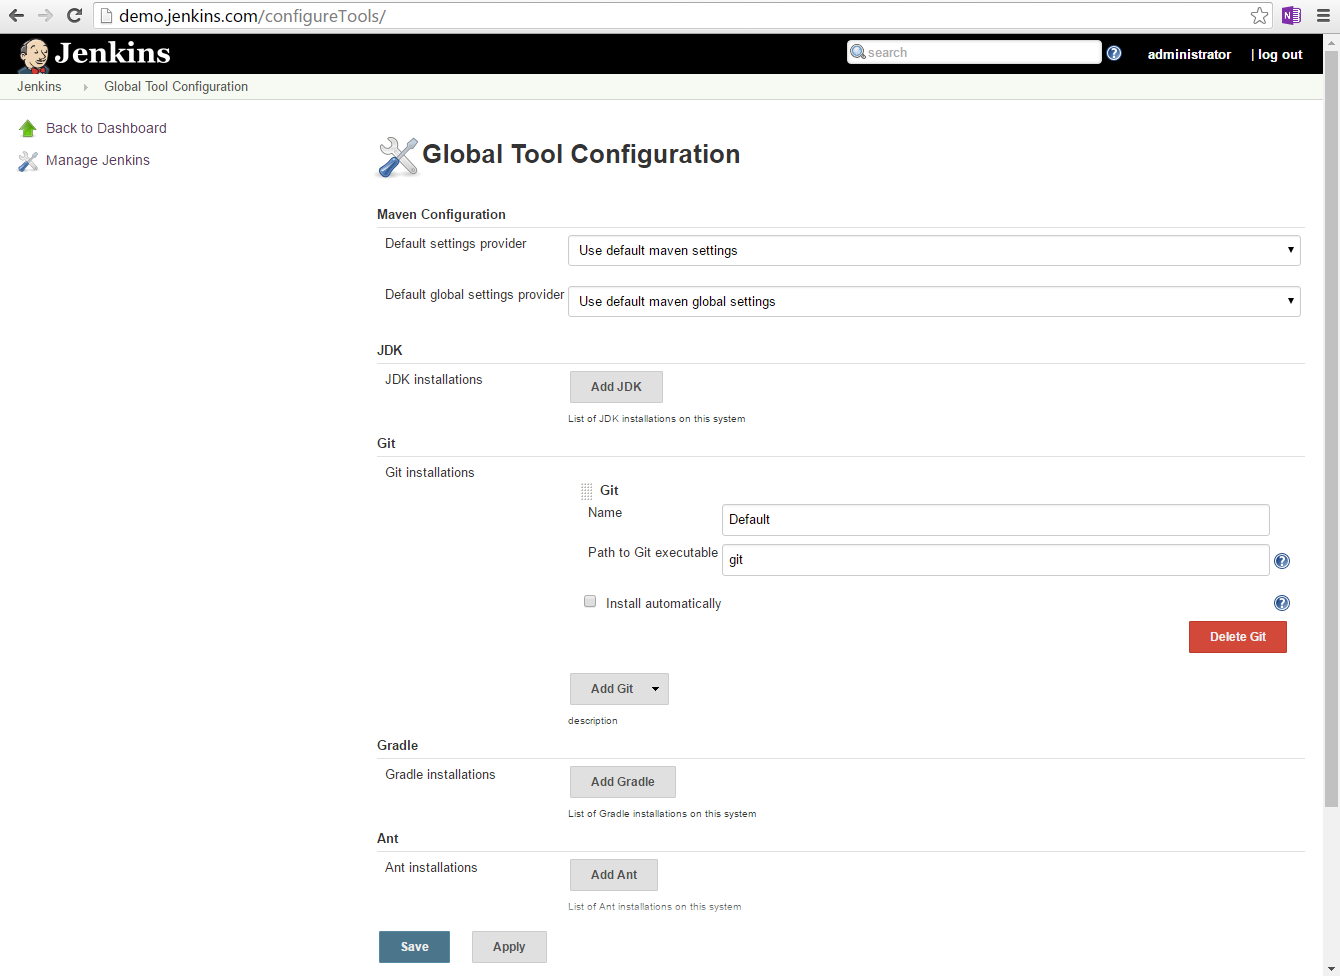 demo.jenkins.com/configureTools/
Jenkins
search
administrator | log out
Jenkins Global Tool Configuration
Back to Dashboard
Manage Jenkins
Global Tool Configuration
Maven Configuration
Default settings provider Use default maven settings
Default global settings provider Use default maven global settings
JDK
JDK installations Add JDK
List of JDK installations on this system
Git
Git installations
Git
Name Default
Path to Git executable git
Install automatically
Delete Git
Add Git
description
Gradle
Gradle installations Add Gradle
List of Gradle installations on this system
Ant
Ant installations Add Ant
List of Ant installations on this system
Save Apply